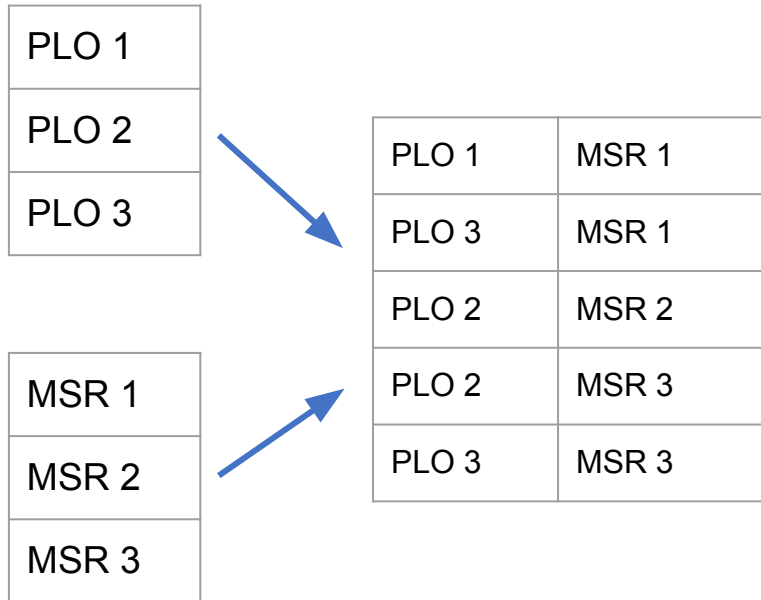 PLO 1
PLO 2
PLO 3
MSR 1
MSR 2
MSR 3
PLO 1 MSR 1
PLO 3 MSR 1
PLO 2 MSR 2
PLO 2 MSR 3
PLO 3 MSR 3